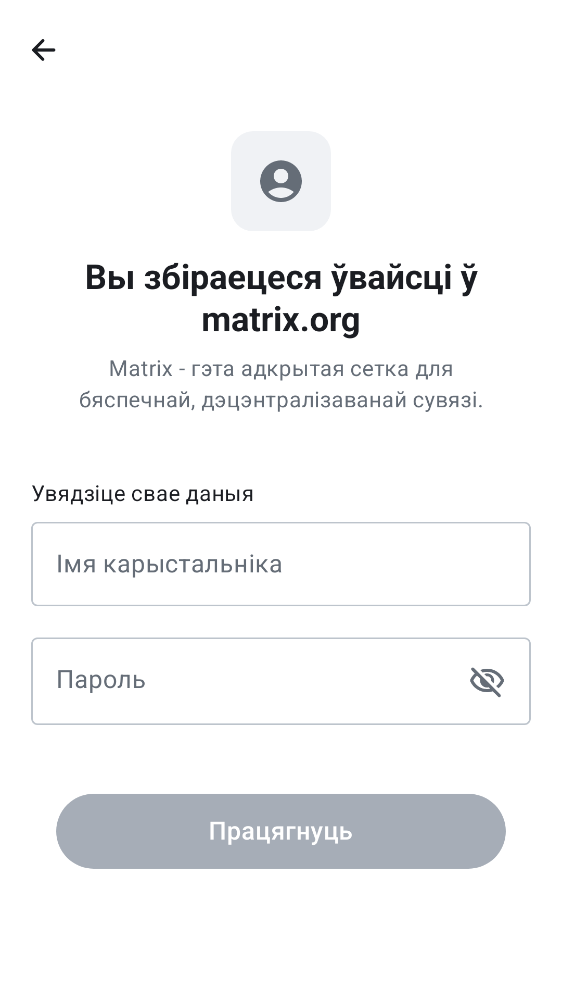 Вы збіраецеся ўвайсці ў
matrix.org
Matrix - гэта адкрытая сетка для
бяспечнай, дэцэнтралізаванай сувязі.
Увядзіце свае даныя
Імя карыстальніка
Пароль
Працягнуць